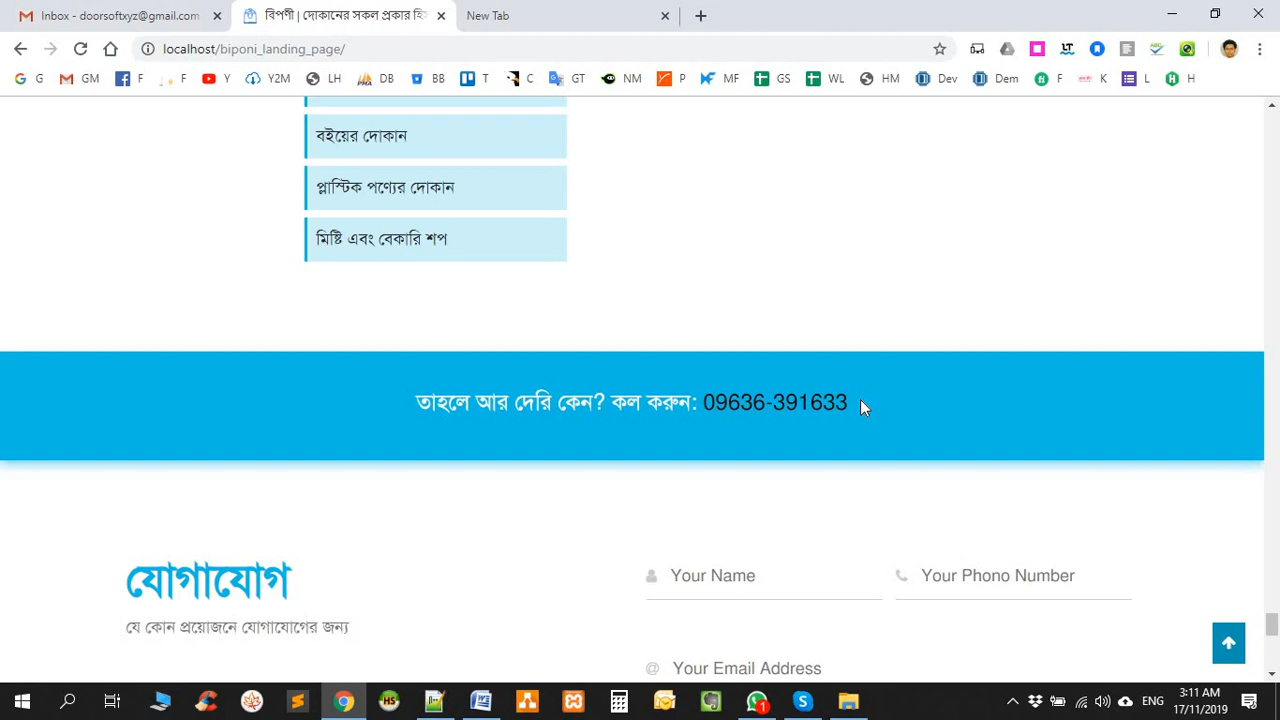 Inbox - doorsoftxyz@gmail.com
বিপণী | দোকানের সকল প্রকার হিস
New Tab
localhost/biponi_landing_page/
G GM F F Y Y2M LH DB BB T C GT NM P MF GS WL HM Dev Dem F K L H
বইয়ের দোকান
প্লাস্টিক পণ্যের দোকান
মিষ্টি এবং বেকারি শপ
তাহলে আর দেরি কেন? কল করুন: 09636-391633
যোগাযোগ
যে কোন প্রয়োজনে যোগাযোগের জন্য
Your Name
Your Phono Number
Your Email Address
ENG
3:11 AM
17/11/2019